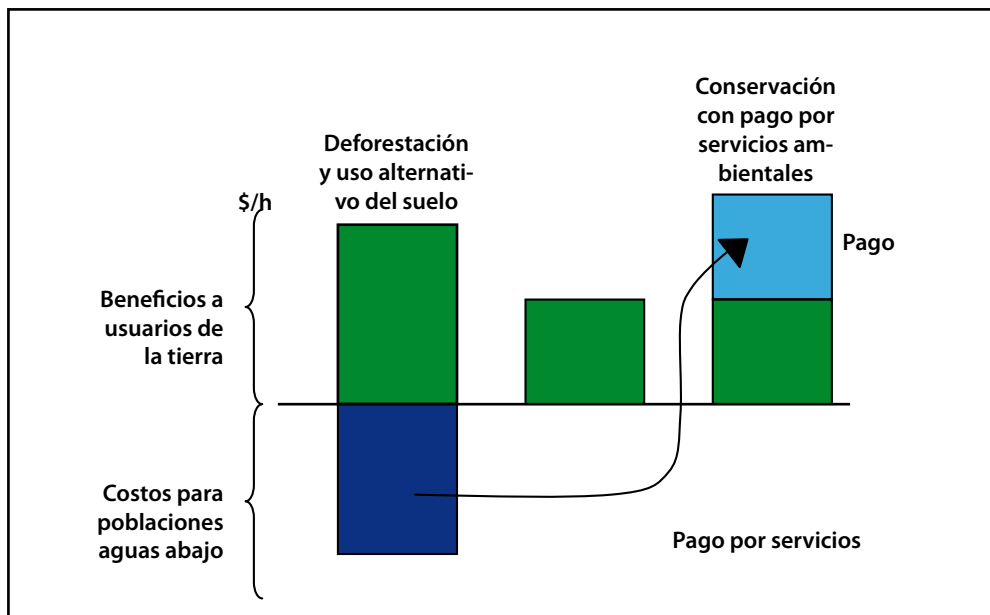 Conservación
con pago por
servicios am-
bientales
Deforestación
y uso alternati-
vo del suelo
$/h
Pago
Beneficios a
usuarios de
la tierra
Costos para
poblaciones
aguas abajo
Pago por servicios